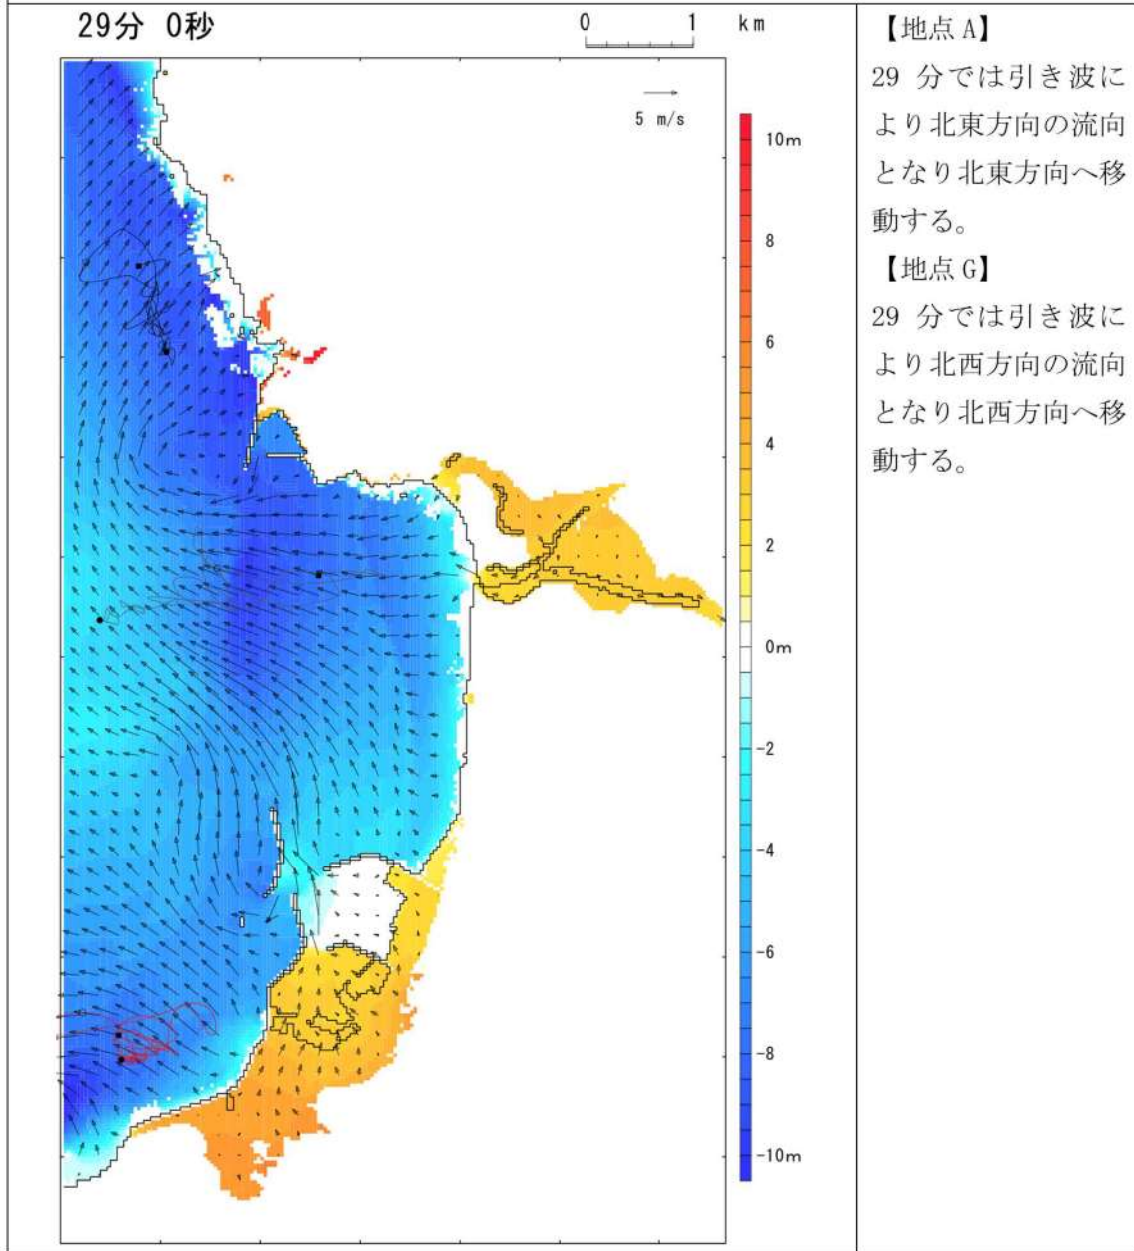 29分 0秒
0 1 km
5 m/s
10m
8
6
4
2
0m
-2
-4
-6
-8
-10m
【地点 A】
29 分では引き波に
より北東方向の流向
となり北東方向へ移
動する。
【地点 G】
29 分では引き波に
より北西方向の流向
となり北西方向へ移
動する。